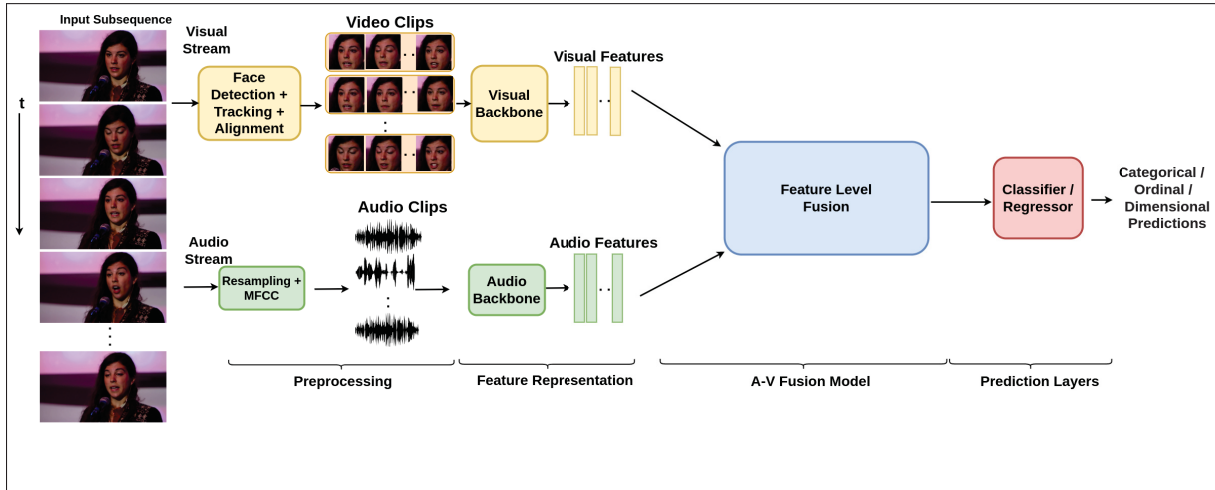 Input Subsequence
t
Visual
Stream
Face
Detection +
Tracking +
Alignment
Video Clips
Visual
Backbone
Visual Features
Audio
Stream
Resampling +
MFCC
Audio Clips
Audio
Backbone
Audio Features
Feature Level
Fusion
Classifier /
Regressor
Categorical /
Ordinal /
Dimensional
Predictions
Preprocessing
Feature Representation
A-V Fusion Model
Prediction Layers